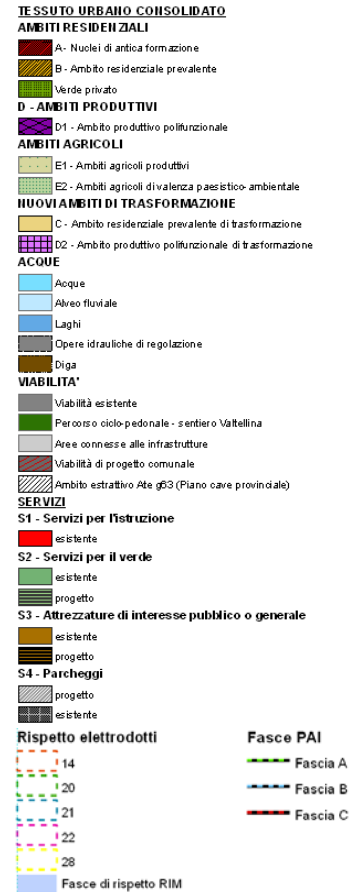 TESSUTO URBANO CONSOLIDATO
AMBITI RESIDENZIALI
A - Nuclei di antica formazione
B - Ambito residenziale prevalente
Verde privato
D - AMBITI PRODUTTIVI
D1 - Ambito produttivo polifunzionale
AMBITI AGRICOLI
E1 - Ambiti agricoli produttivi
E2 - Ambiti agricoli di valenza paesistico-ambientale
NUOVI AMBITI DI TRASFORMAZIONE
C - Ambito residenziale prevalente di trasformazione
D2 - Ambito produttivo polifunzionale di trasformazione
ACQUE
Acque
Alveo fluviale
Laghi
Opere idrauliche di regolazione
Diga
VIABILITA'
Viabilità esistente
Percorso ciclo-pedonale - sentiero Valtellina
Aree connesse alle infrastrutture
Viabilità di progetto comunale
Ambito estrattivo Ate g63 (Piano cave provinciale)
SERVIZI
S1 - Servizi per l'istruzione
esistente
S2 - Servizi per il verde
esistente
progetto
S3 - Attrezzature di interesse pubblico o generale
esistente
progetto
S4 - Parcheggi
progetto
esistente
Rispetto elettrodotti
14
20
21
22
28
Fasce di rispetto RIM
Fasce PAI
Fascia A
Fascia B
Fascia C